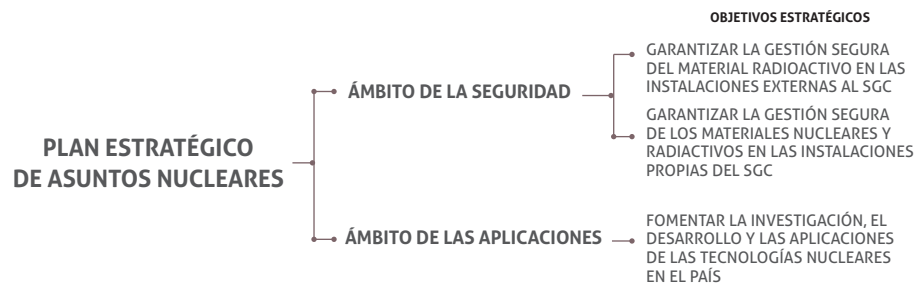 OBJETIVOS ESTRATÉGICOS
GARANTIZAR LA GESTIÓN SEGURA
DEL MATERIAL RADIOACTIVO EN LAS
INSTALACIONES EXTERNAS AL SGC
ÁMBITO DE LA SEGURIDAD
GARANTIZAR LA GESTIÓN SEGURA
DE LOS MATERIALES NUCLEARES Y
RADIACTIVOS EN LAS INSTALACIONES
PROPIAS DEL SGC
PLAN ESTRATÉGICO
DE ASUNTOS NUCLEARES
ÁMBITO DE LAS APLICACIONES
FOMENTAR LA INVESTIGACIÓN, EL
DESARROLLO Y LAS APLICACIONES
DE LAS TECNOLOGÍAS NUCLEARES
EN EL PAÍS